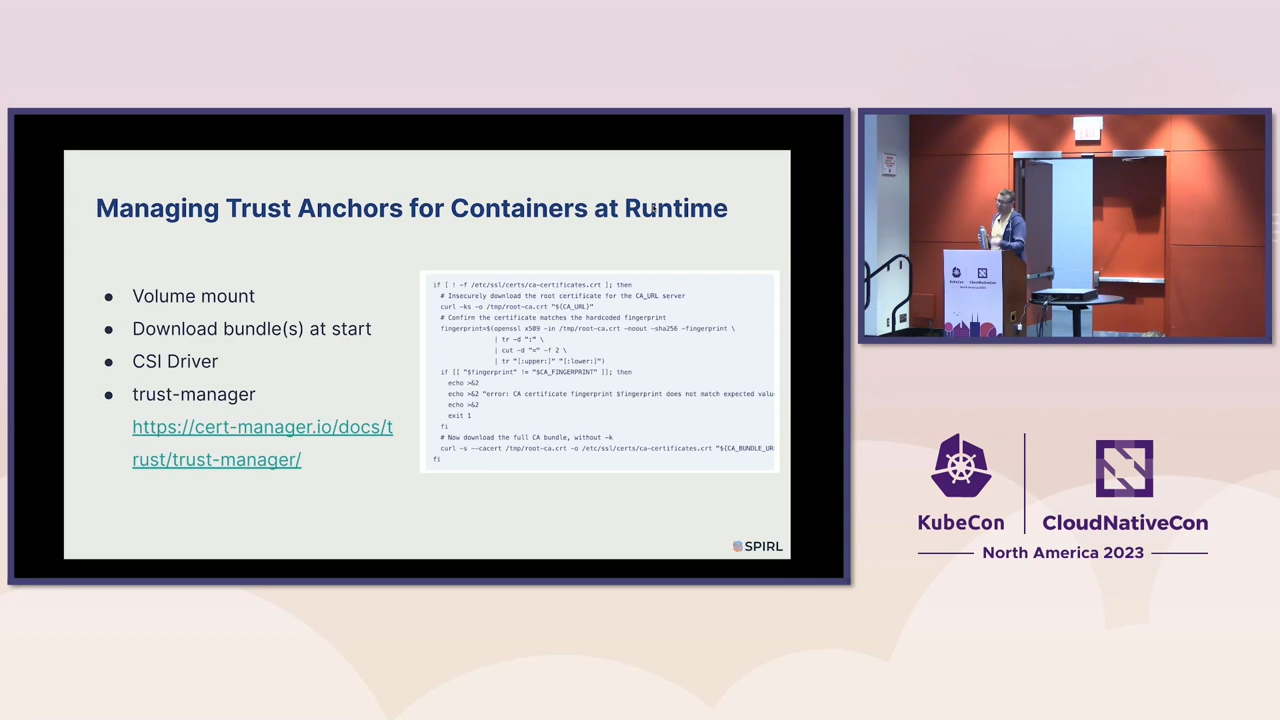 Managing Trust Anchors for Containers at Runtime
● Volume mount
● Download bundle(s) at start
● CSI Driver
● trust-manager
https://cert-manager.io/docs/t
rust/trust-manager/
if [ ! -f /etc/ssl/certs/ca-certificates.crt ]; then
# Insecurely download the root certificate for the CA_URL server
curl -ks -o /tmp/root-ca.crt "${CA_URL}"
# Confirm the certificate matches the hardcoded fingerprint
fingerprint=$(openssl x509 -in /tmp/root-ca.crt -noout -sha256 -fingerprint \
| tr -d ":" \
| cut -d "=" -f 2 \
| tr "[:upper:]" "[:lower:]")
if [[ "$fingerprint" != "$CA_FINGERPRINT" ]]; then
echo >&2
echo >&2 "error: CA certificate fingerprint $fingerprint does not match expected valu
echo >&2
exit 1
fi
# Now download the full CA bundle, without -k
curl -s --cacert /tmp/root-ca.crt -o /etc/ssl/certs/ca-certificates.crt "${CA_BUNDLE_UR
fi
SPIRL
KubeCon
CloudNativeCon
North America 2023